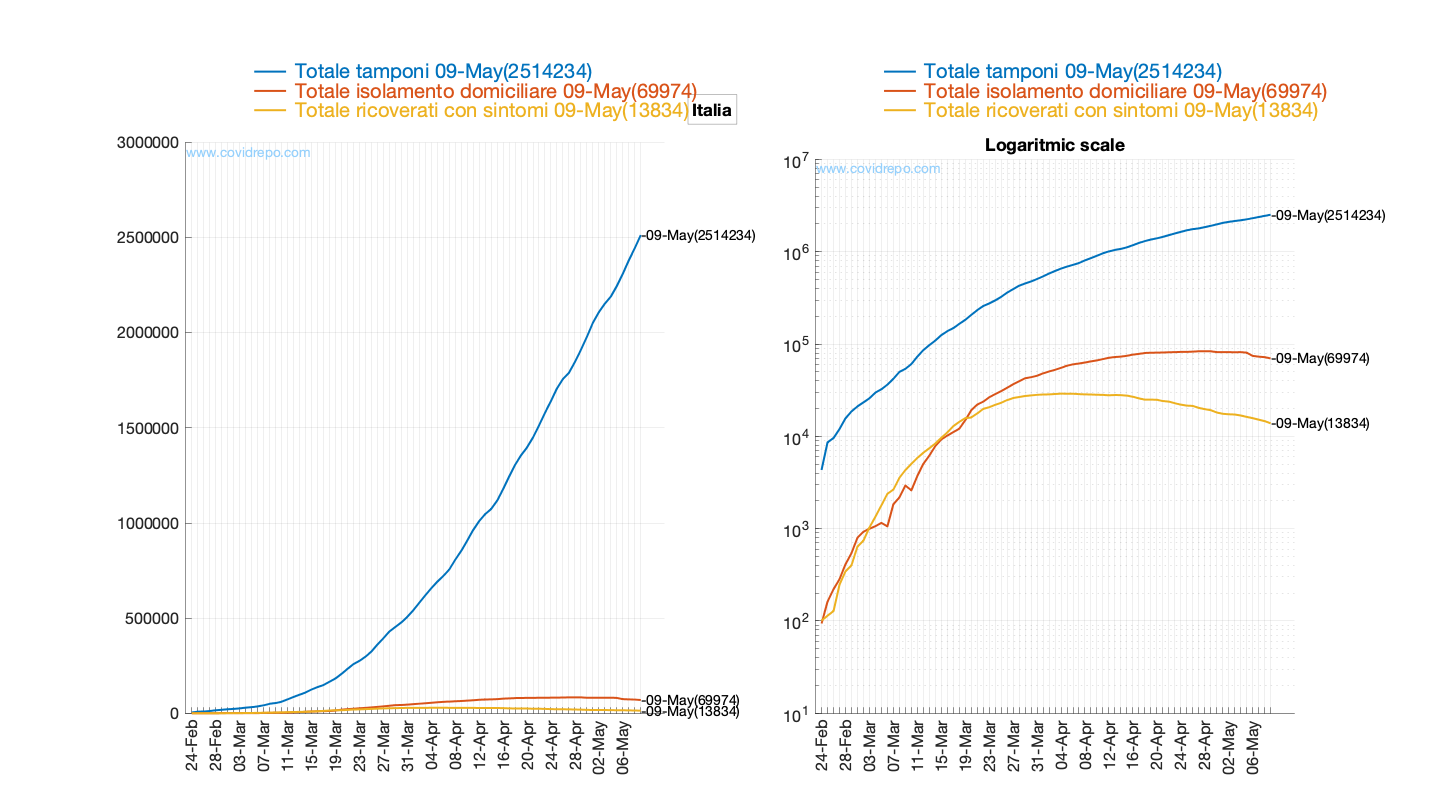 Totale tamponi 09-May(2514234)
Totale isolamento domiciliare 09-May(69974)
Totale ricoverati con sintomi 09-May(13834)
Italia
www.covidrepo.com
3000000
2500000
2000000
1500000
1000000
500000
0
-09-May(2514234)
-09-May(69974)
-09-May(13834)
24-Feb
28-Feb
03-Mar
07-Mar
11-Mar
15-Mar
19-Mar
23-Mar
27-Mar
31-Mar
04-Apr
08-Apr
12-Apr
16-Apr
20-Apr
24-Apr
28-Apr
02-May
06-May
Totale tamponi 09-May(2514234)
Totale isolamento domiciliare 09-May(69974)
Totale ricoverati con sintomi 09-May(13834)
Logaritmic scale
www.covidrepo.com
10^7
10^6
10^5
10^4
10^3
10^2
10^1
-09-May(2514234)
-09-May(69974)
-09-May(13834)
24-Feb
28-Feb
03-Mar
07-Mar
11-Mar
15-Mar
19-Mar
23-Mar
27-Mar
31-Mar
04-Apr
08-Apr
12-Apr
16-Apr
20-Apr
24-Apr
28-Apr
02-May
06-May